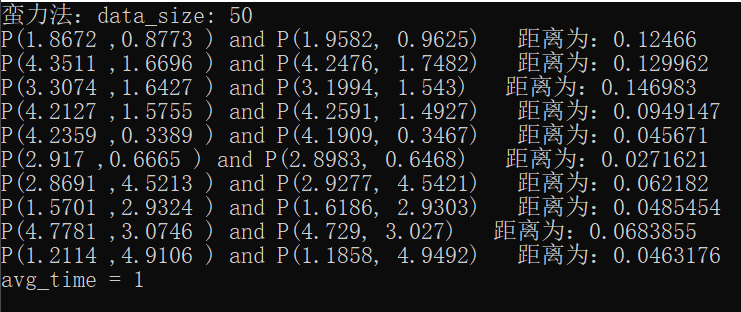 蛮力法：data_size: 50
P(1.8672 ,0.8773 ) and P(1.9582, 0.9625)   距离为：0.12466
P(4.3511 ,1.6696 ) and P(4.2476, 1.7482)   距离为：0.129962
P(3.3074 ,1.6427 ) and P(3.1994, 1.543)   距离为：0.146983
P(4.2127 ,1.5755 ) and P(4.2591, 1.4927)   距离为：0.0949147
P(4.2359 ,0.3389 ) and P(4.1909, 0.3467)   距离为：0.045671
P(2.917 ,0.6665 ) and P(2.8983, 0.6468)   距离为：0.0271621
P(2.8691 ,4.5213 ) and P(2.9277, 4.5421)   距离为：0.062182
P(1.5701 ,2.9324 ) and P(1.6186, 2.9303)   距离为：0.0485454
P(4.7781 ,3.0746 ) and P(4.729, 3.027)   距离为：0.0683855
P(1.2114 ,4.9106 ) and P(1.1858, 4.9492)   距离为：0.0463176
avg_time = 1